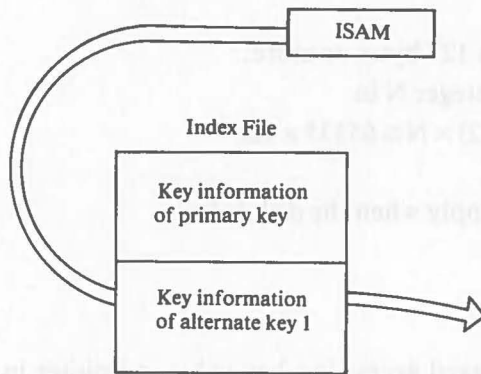 ISAM
Index File
Key information
of primary key
Key information
of alternate key 1